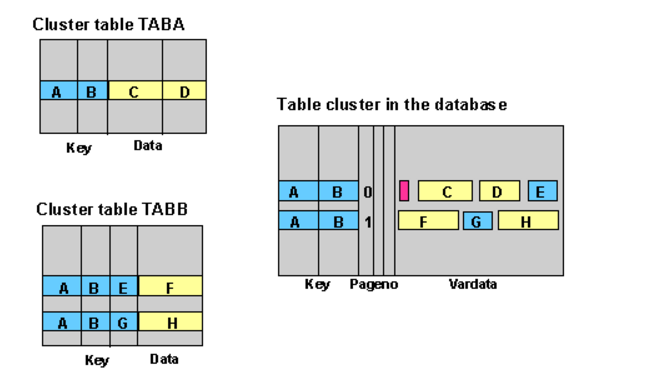 Cluster table TABA
A B C D
Key Data
Cluster table TABB
A B E F
A B G H
Key Data
Table cluster in the database
A B 0 C D E
A B 1 F G H
Key Pageno Vardata